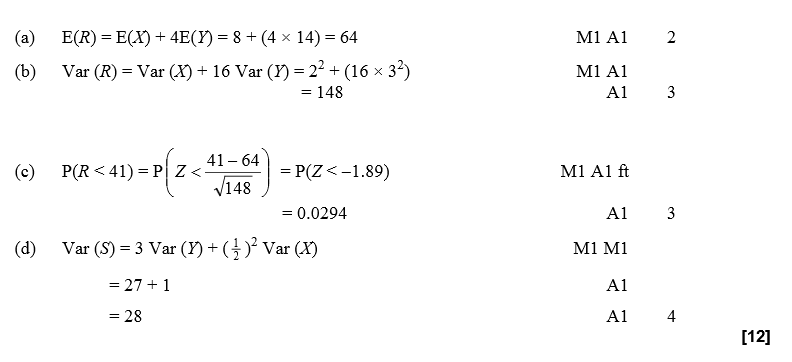 (a) E(R) = E(X) + 4E(Y) = 8 + (4 × 14) = 64 M1 A1 2
(b) Var (R) = Var (X) + 16 Var (Y) = 2² + (16 × 3²) M1 A1
= 148 A1 3
(c) P(R < 41) = P(Z < (41 – 64)/√148) = P(Z < –1.89) M1 A1 ft
= 0.0294 A1 3
(d) Var (S) = 3 Var (Y) + (½)² Var (X) M1 M1
= 27 + 1 A1
= 28 A1 4
[12]